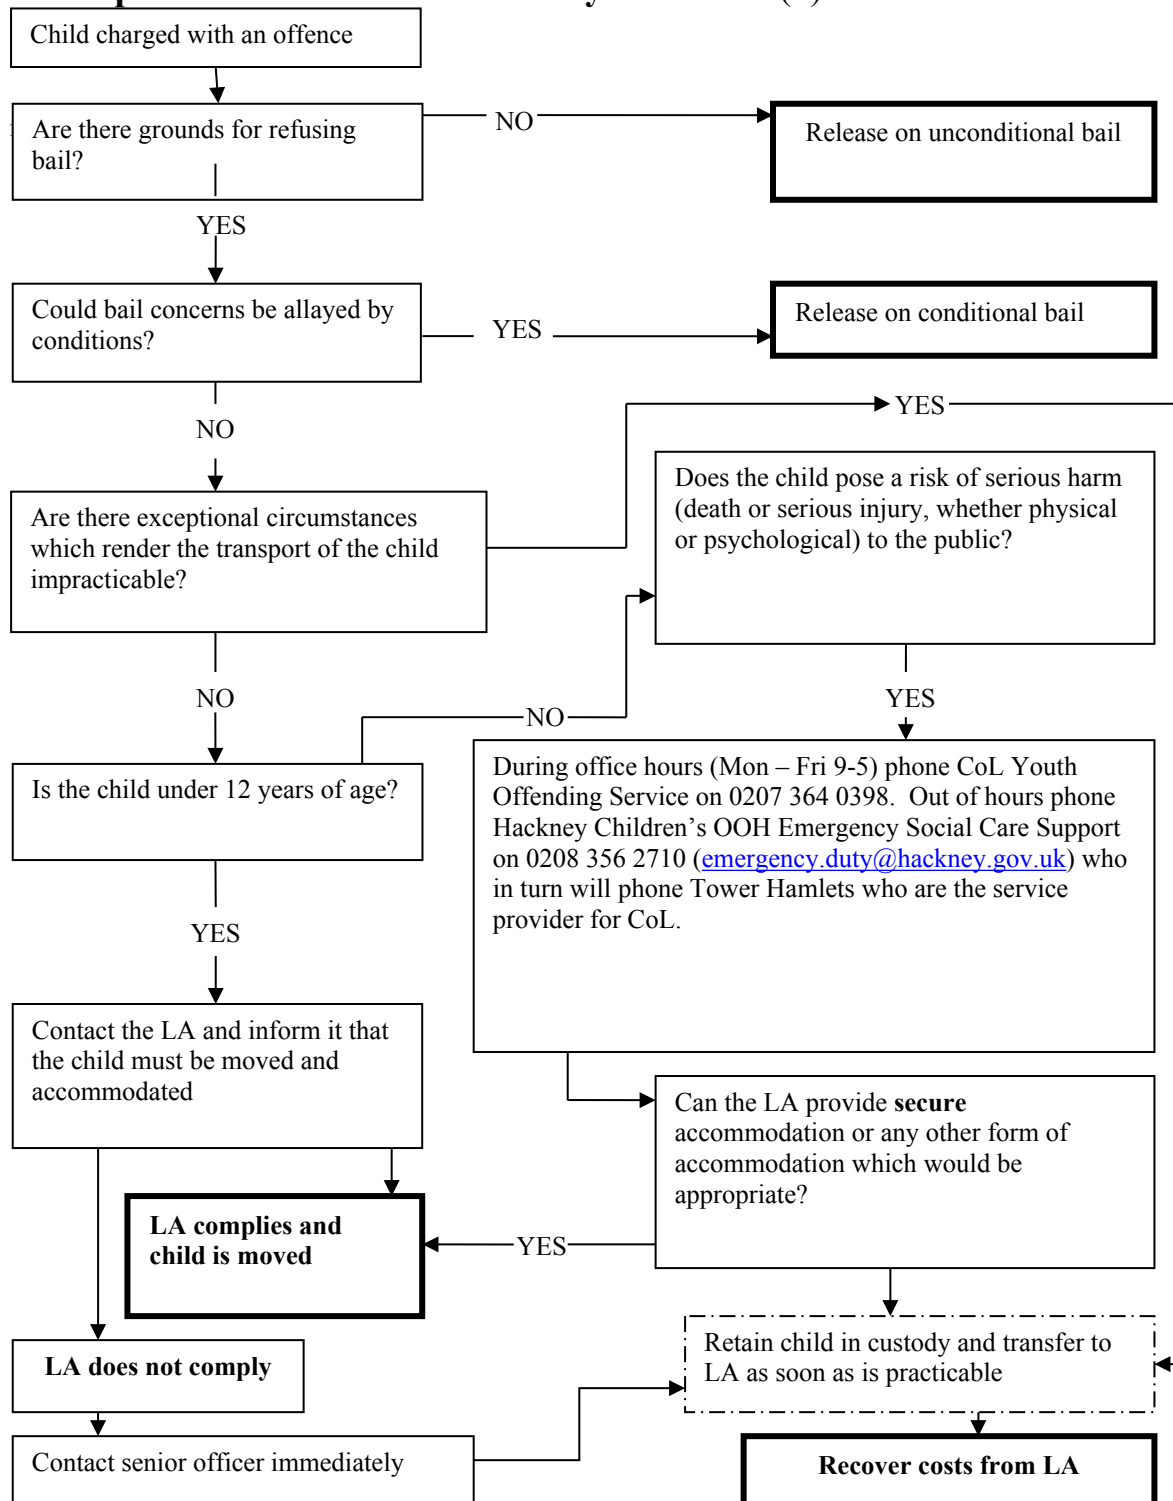 Child charged with an offence
Are there grounds for refusing
bail?
NO
Release on unconditional bail
YES
Could bail concerns be allayed by
conditions?
YES
Release on conditional bail
NO
YES
Are there exceptional circumstances
which render the transport of the child
impracticable?
Does the child pose a risk of serious harm
(death or serious injury, whether physical
or psychological) to the public?
NO
NO
YES
Is the child under 12 years of age?
During office hours (Mon – Fri 9-5) phone CoL Youth
Offending Service on 0207 364 0398.  Out of hours phone
Hackney Children’s OOH Emergency Social Care Support
on 0208 356 2710 (emergency.duty@hackney.gov.uk) who
in turn will phone Tower Hamlets who are the service
provider for CoL.
YES
Contact the LA and inform it that
the child must be moved and
accommodated
Can the LA provide secure
accommodation or any other form of
accommodation which would be
appropriate?
LA complies and
child is moved
YES
Retain child in custody and transfer to
LA as soon as is practicable
LA does not comply
Contact senior officer immediately
Recover costs from LA